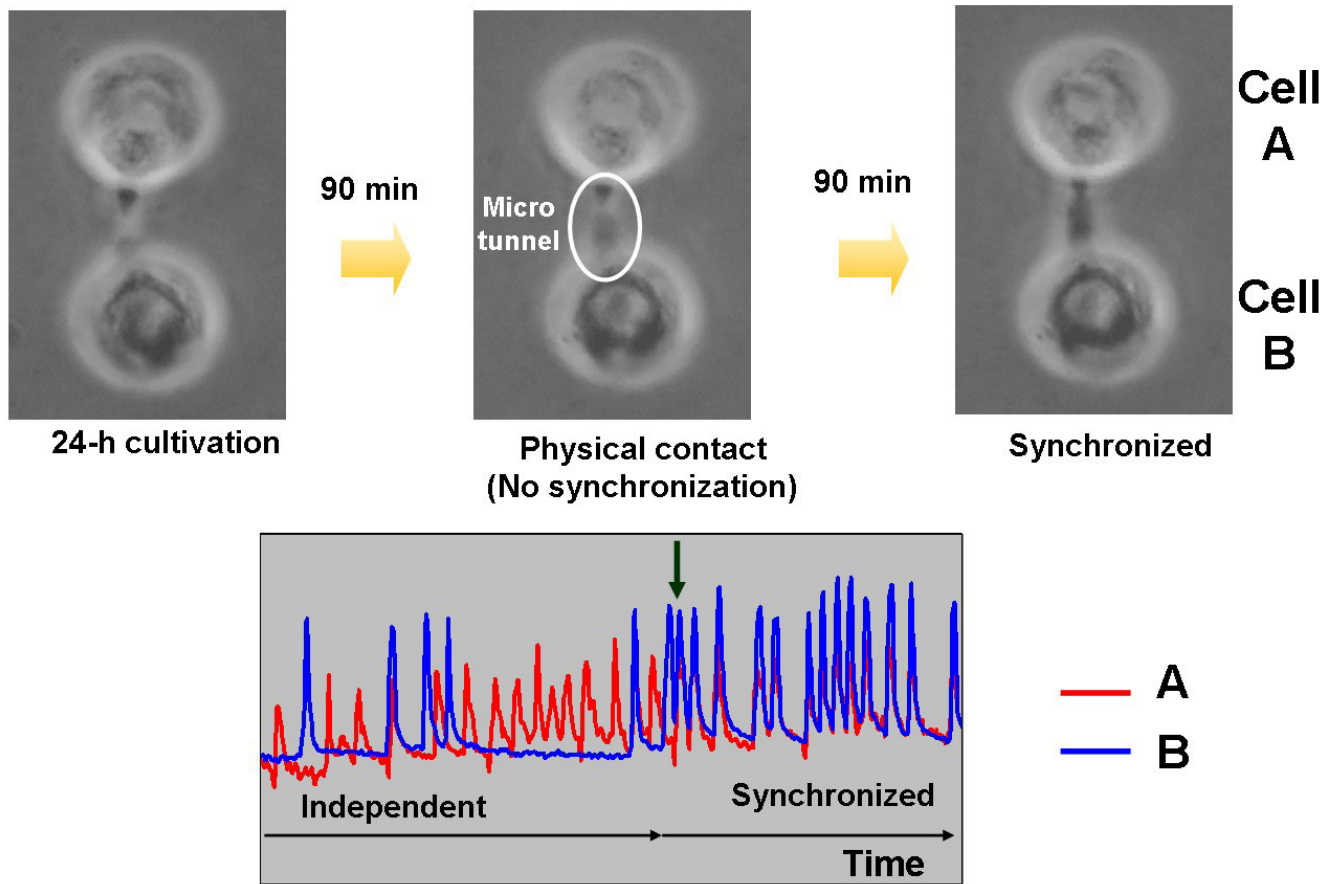 90 min
Micro
tunnel
90 min
Cell
A
Cell
B
24-h cultivation
Physical contact
(No synchronization)
Synchronized
Independent
Synchronized
Time
A
B